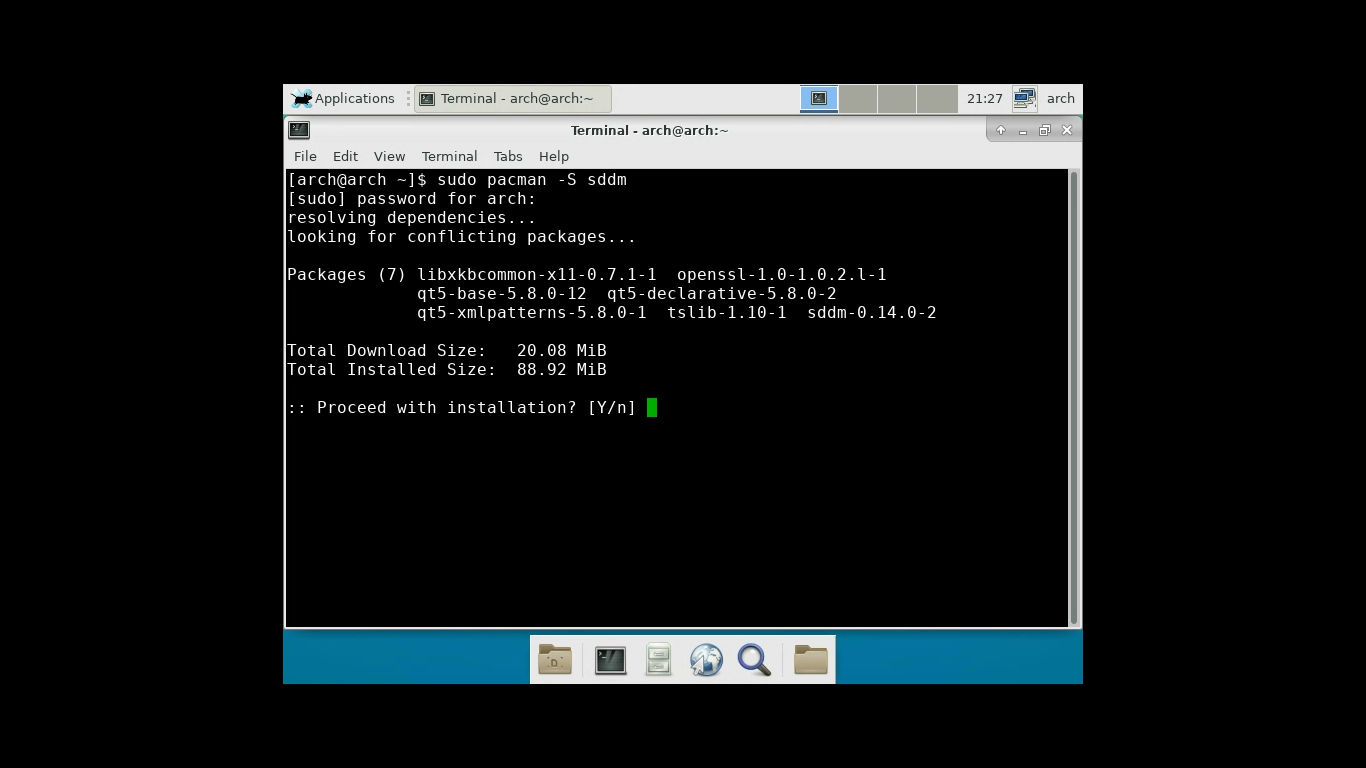 Applications
Terminal - arch@arch:~
21:27
arch
Terminal - arch@arch:~
File Edit View Terminal Tabs Help
[arch@arch ~]$ sudo pacman -S sddm
[sudo] password for arch:
resolving dependencies...
looking for conflicting packages...
Packages (7) libxkbcommon-x11-0.7.1-1  openssl-1.0-1.0.2.l-1
qt5-base-5.8.0-12  qt5-declarative-5.8.0-2
qt5-xmlpatterns-5.8.0-1  tslib-1.10-1  sddm-0.14.0-2
Total Download Size:   20.08 MiB
Total Installed Size:  88.92 MiB
:: Proceed with installation? [Y/n]